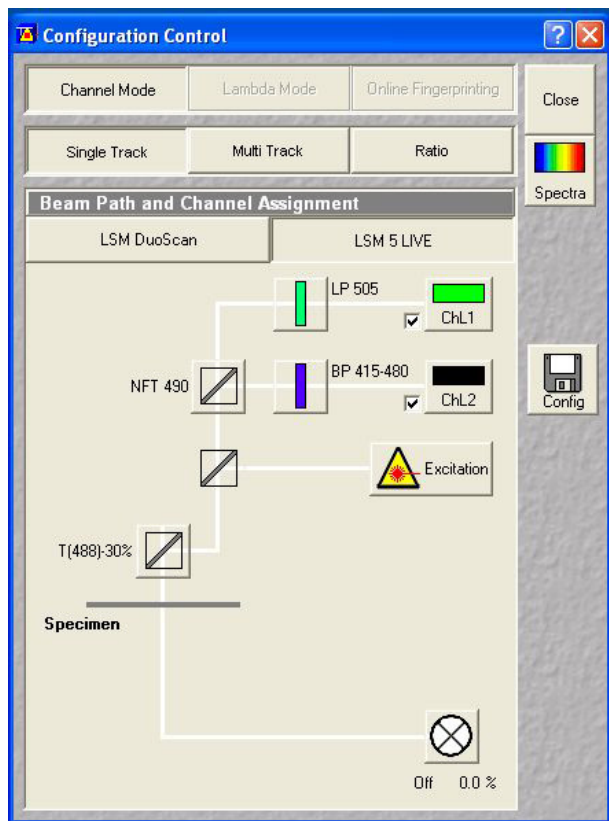 Configuration Control
Channel Mode Lambda Mode Online Fingerprinting
Close
Single Track Multi Track Ratio
Spectra
Beam Path and Channel Assignment
LSM DuoScan LSM 5 LIVE
LP 505
ChL1
NFT 490 BP 415-480
ChL2
Config
Excitation
T(488)-30%
Specimen
Off 0.0 %